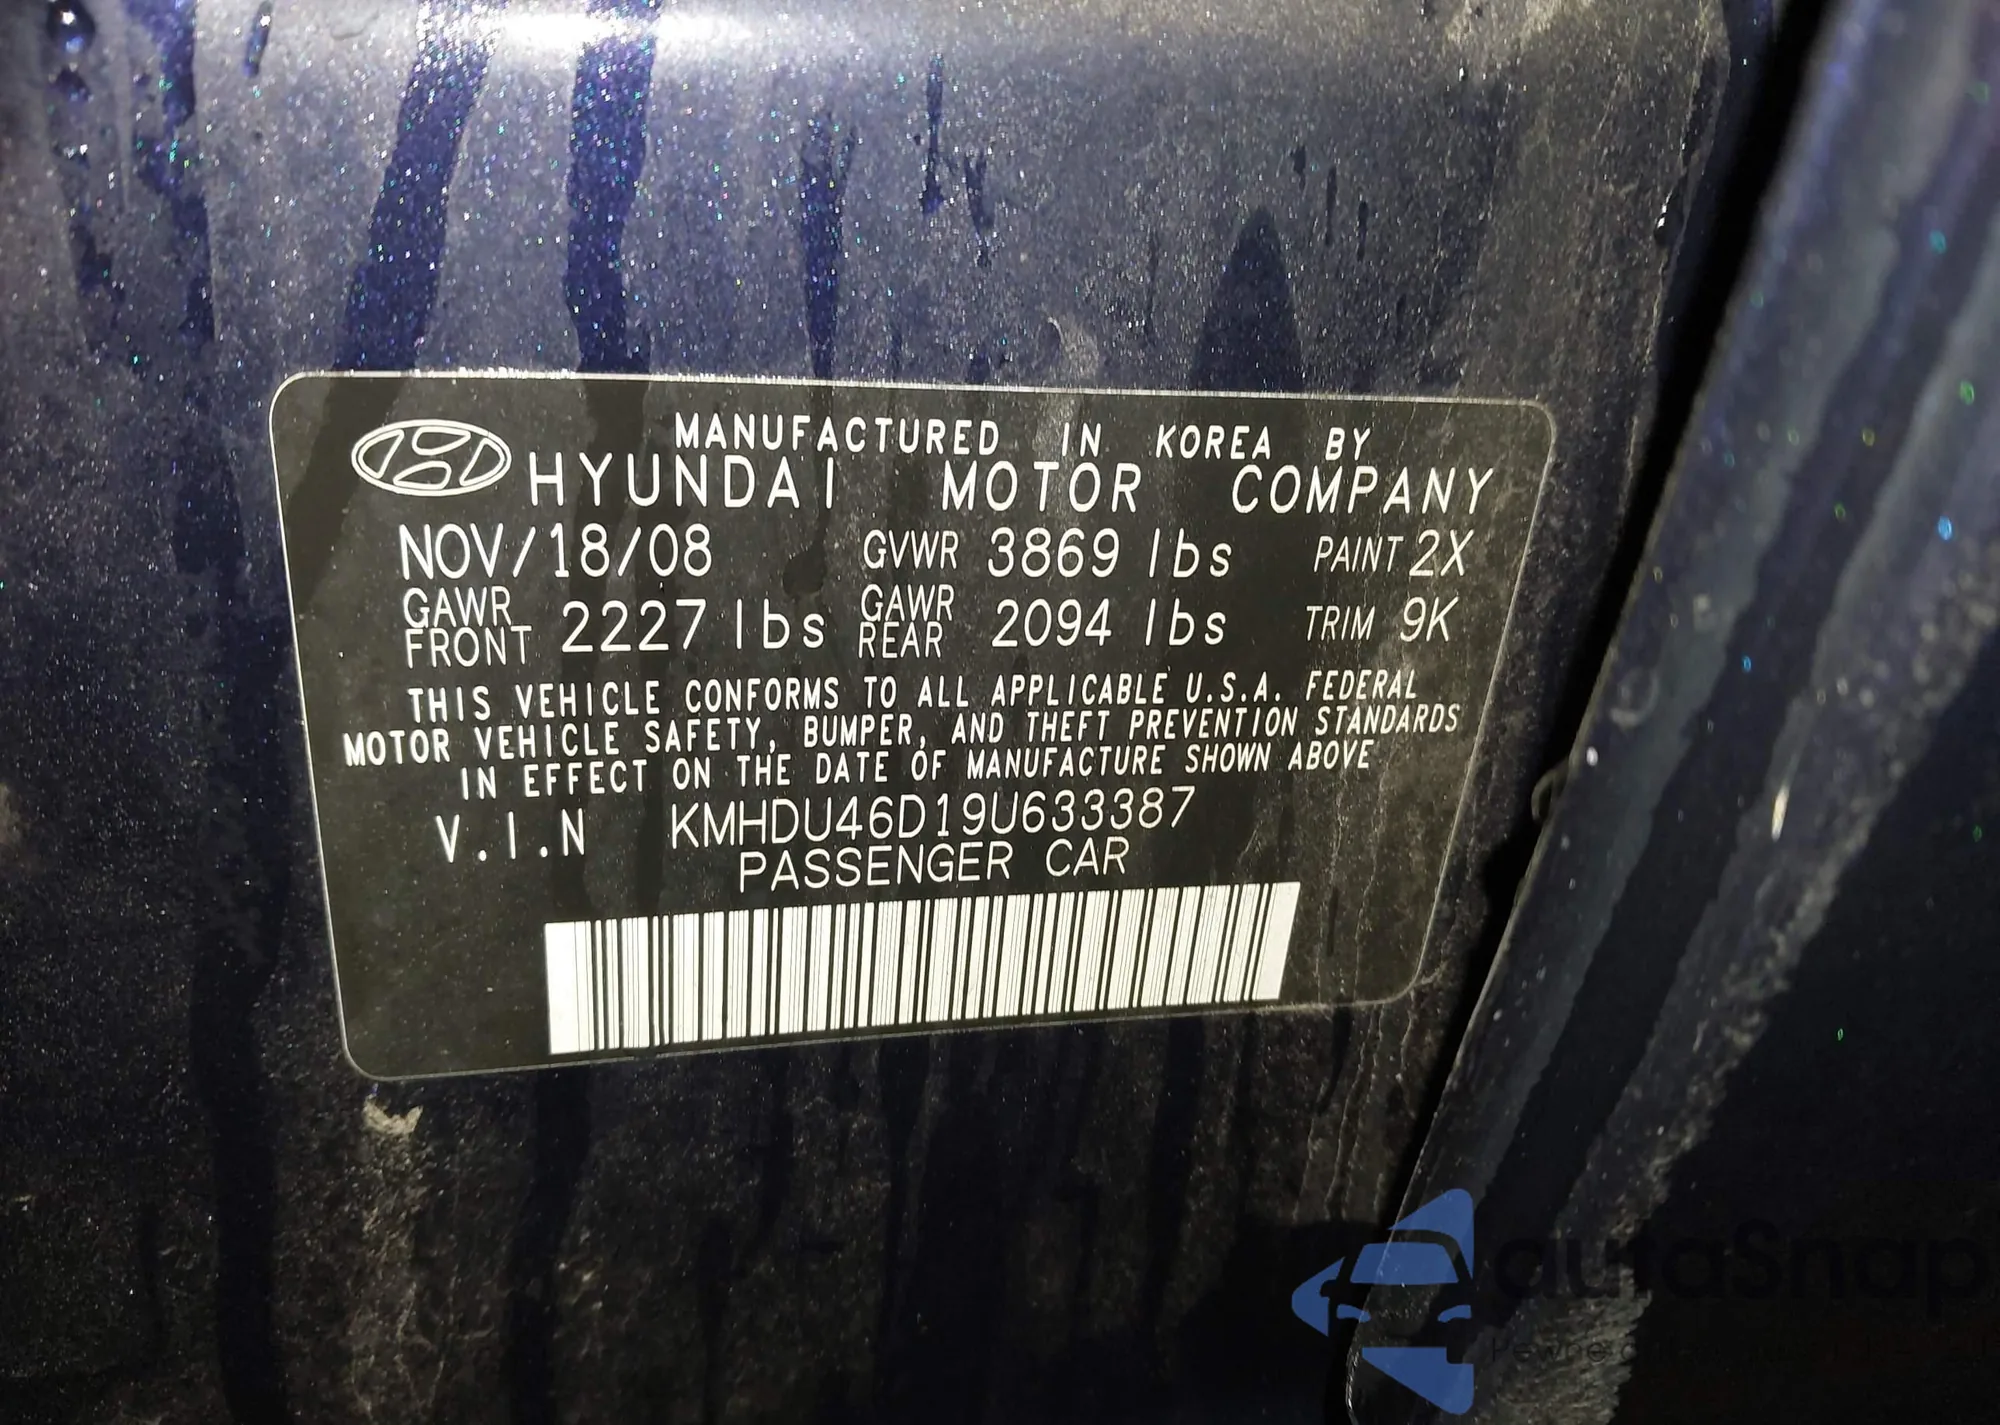 MANUFACTURED IN KOREA BY
HYUNDAI MOTOR COMPANY
NOV/18/08 GVWR 3869 lbs PAINT 2X
GAWR FRONT 2227 lbs GAWR REAR 2094 lbs TRIM 9K
THIS VEHICLE CONFORMS TO ALL APPLICABLE U.S.A. FEDERAL
MOTOR VEHICLE SAFETY, BUMPER, AND THEFT PREVENTION STANDARDS
IN EFFECT ON THE DATE OF MANUFACTURE SHOWN ABOVE
V.I.N KMHDU46D19U633387
PASSENGER CAR
autaSnap